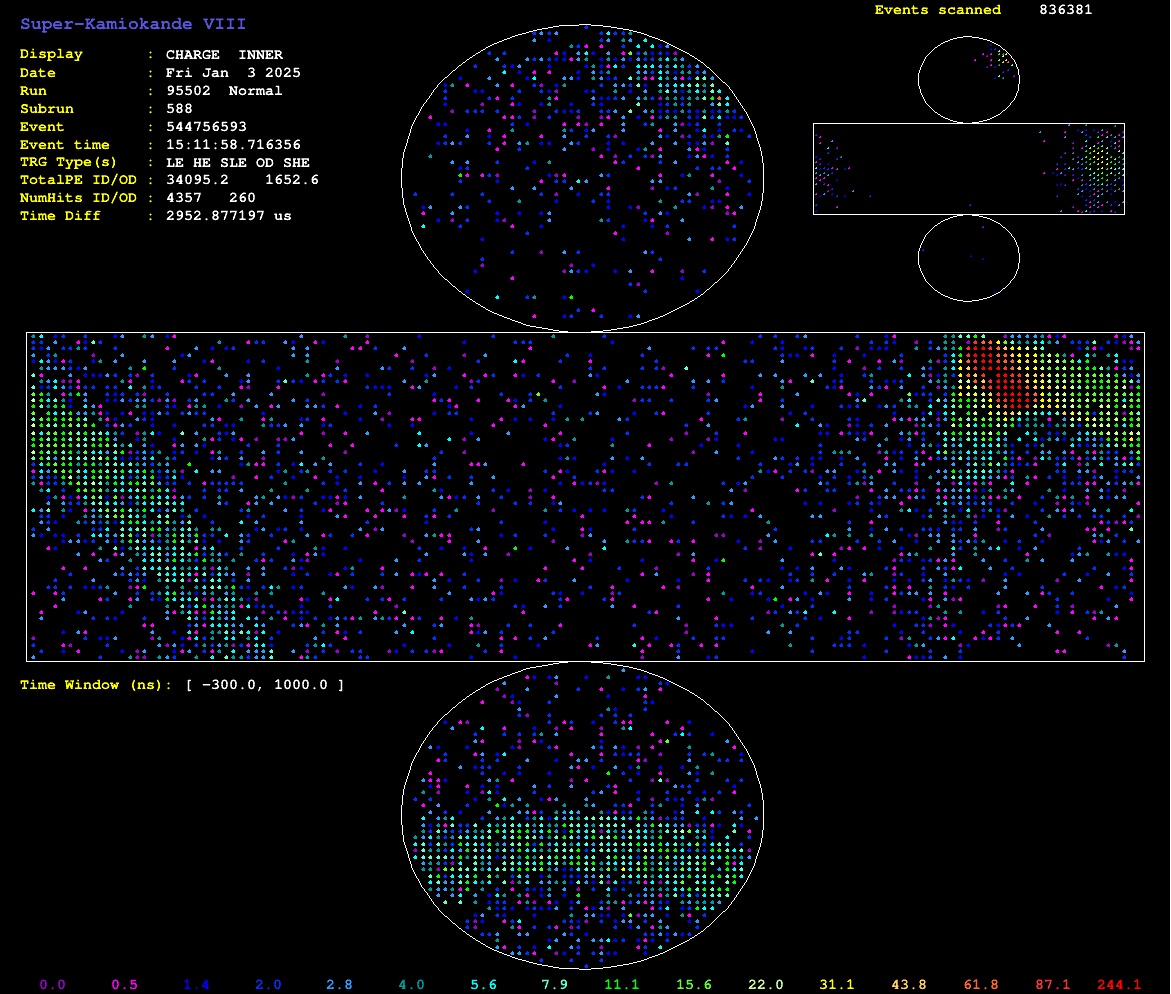 Super-Kamiokande VIII
Events scanned 836381
Display : CHARGE INNER
Date : Fri Jan 3 2025
Run : 95502 Normal
Subrun : 588
Event : 544756593
Event time : 15:11:58.716356
TRG Type(s) : LE HE SLE OD SHE
TotalPE ID/OD : 34095.2 1652.6
NumHits ID/OD : 4357 260
Time Diff : 2952.877197 us
Time Window (ns): [ -300.0, 1000.0 ]
0.0 0.5 1.4 2.0 2.8 4.0 5.6 7.9 11.1 15.6 22.0 31.1 43.8 61.8 87.1 244.1